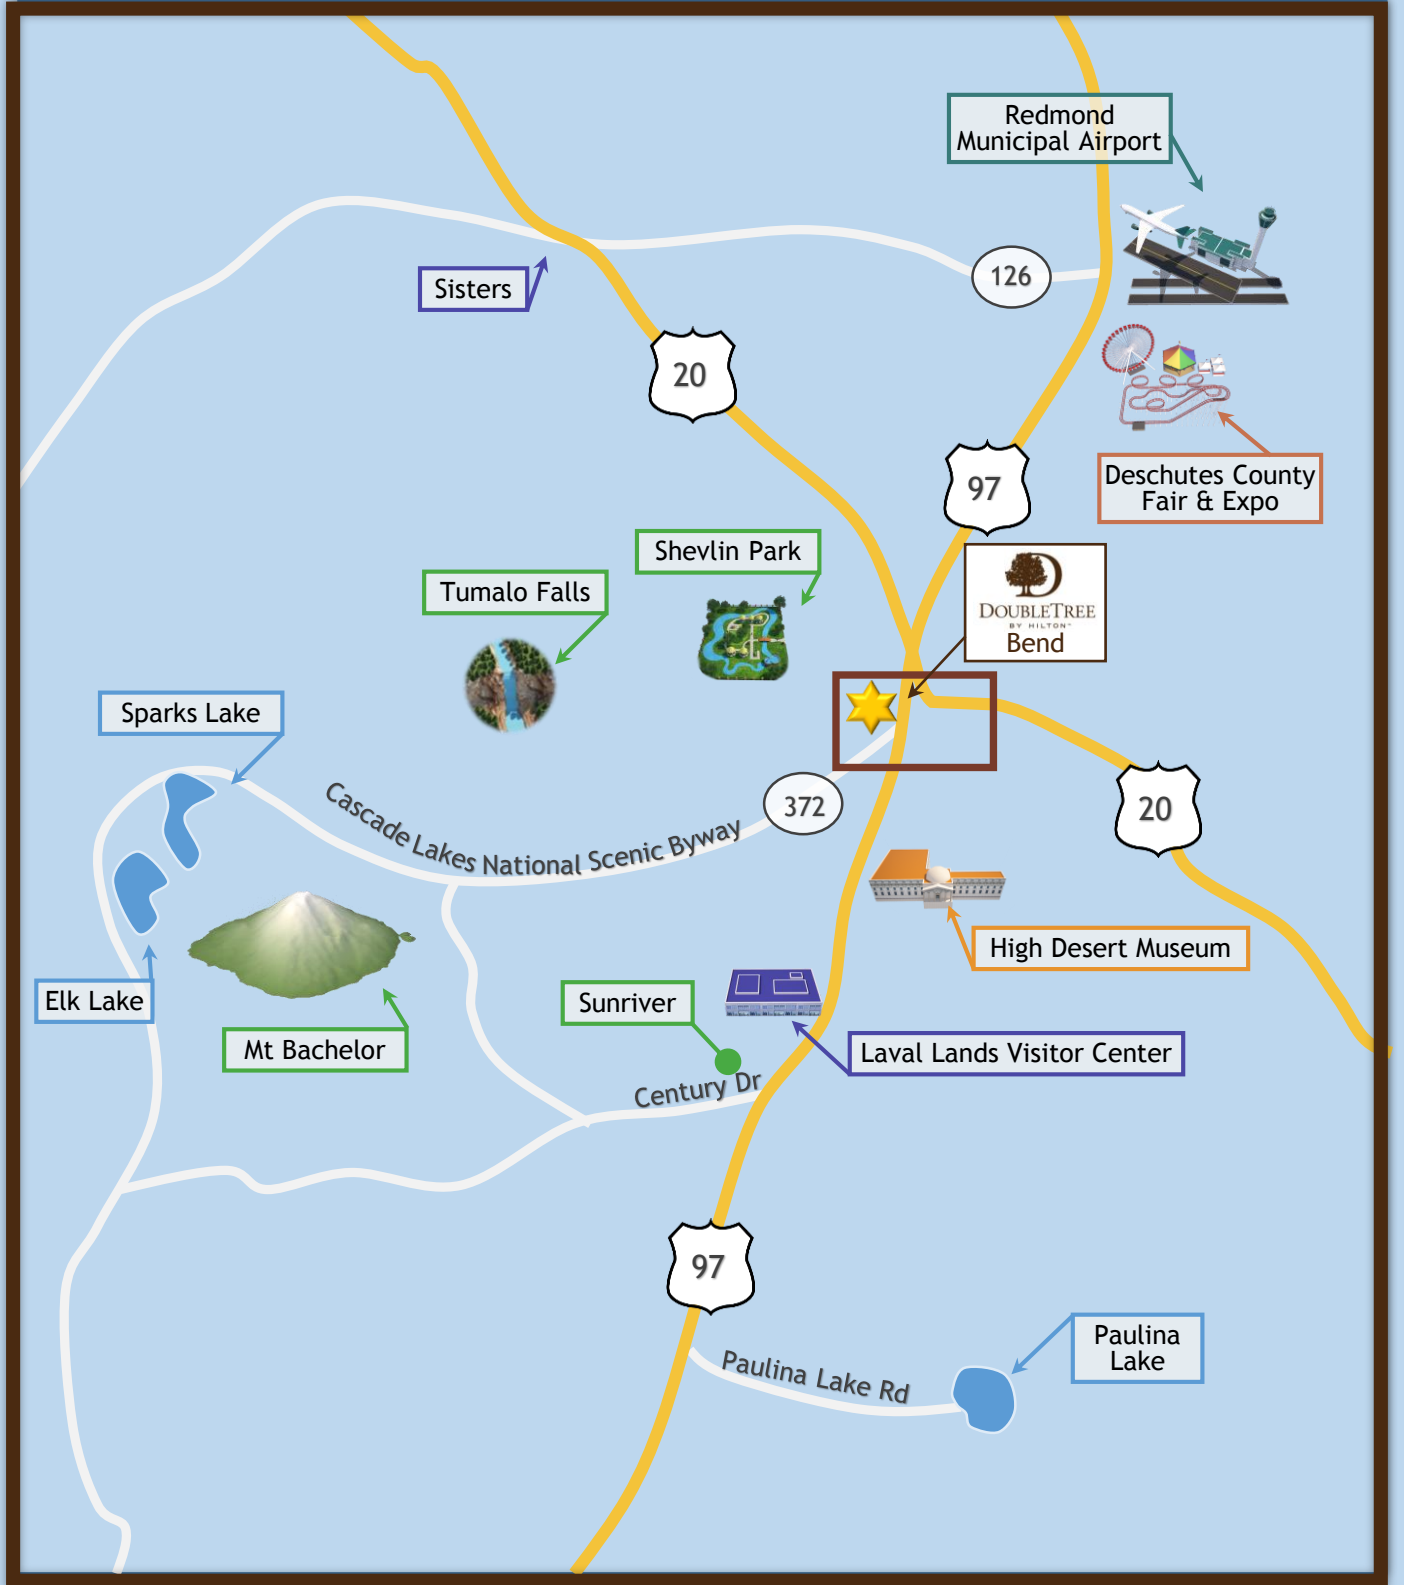 Redmond
Municipal Airport
126
Sisters
20
97
Deschutes County
Fair & Expo
Shevlin Park
DOUBLETREE
BY HILTON™
Bend
Tumalo Falls
Sparks Lake
372
20
Cascade Lakes National Scenic Byway
High Desert Museum
Elk Lake
Sunriver
Mt Bachelor
Laval Lands Visitor Center
Century Dr
97
Paulina
Lake
Paulina Lake Rd